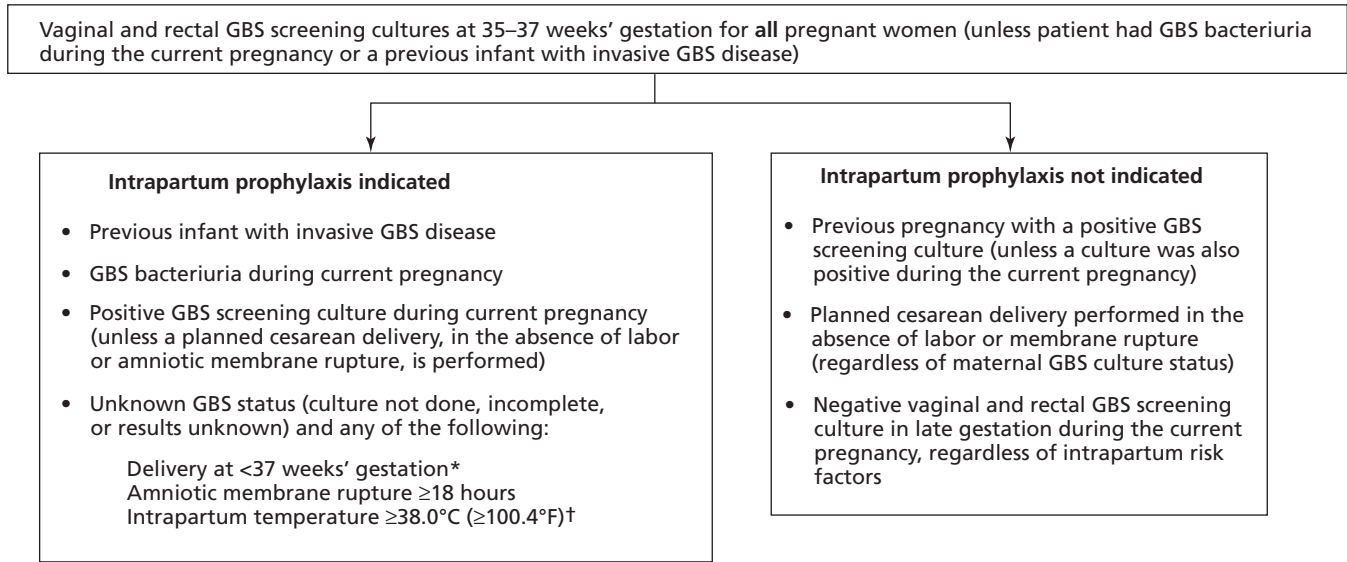 Vaginal and rectal GBS screening cultures at 35–37 weeks’ gestation for all pregnant women (unless patient had GBS bacteriuria
during the current pregnancy or a previous infant with invasive GBS disease)
Intrapartum prophylaxis indicated
• Previous infant with invasive GBS disease
• GBS bacteriuria during current pregnancy
• Positive GBS screening culture during current pregnancy
(unless a planned cesarean delivery, in the absence of labor
or amniotic membrane rupture, is performed)
• Unknown GBS status (culture not done, incomplete,
or results unknown) and any of the following:
Delivery at <37 weeks’ gestation*
Amniotic membrane rupture ≥18 hours
Intrapartum temperature ≥38.0°C (≥100.4°F)†
Intrapartum prophylaxis not indicated
• Previous pregnancy with a positive GBS
screening culture (unless a culture was also
positive during the current pregnancy)
• Planned cesarean delivery performed in the
absence of labor or membrane rupture
(regardless of maternal GBS culture status)
• Negative vaginal and rectal GBS screening
culture in late gestation during the current
pregnancy, regardless of intrapartum risk
factors